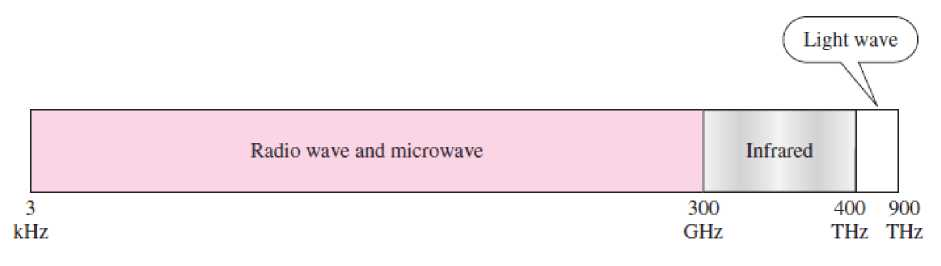 Light wave
Radio wave and microwave
Infrared
3
kHz
300
GHz
400
THz
900
THz